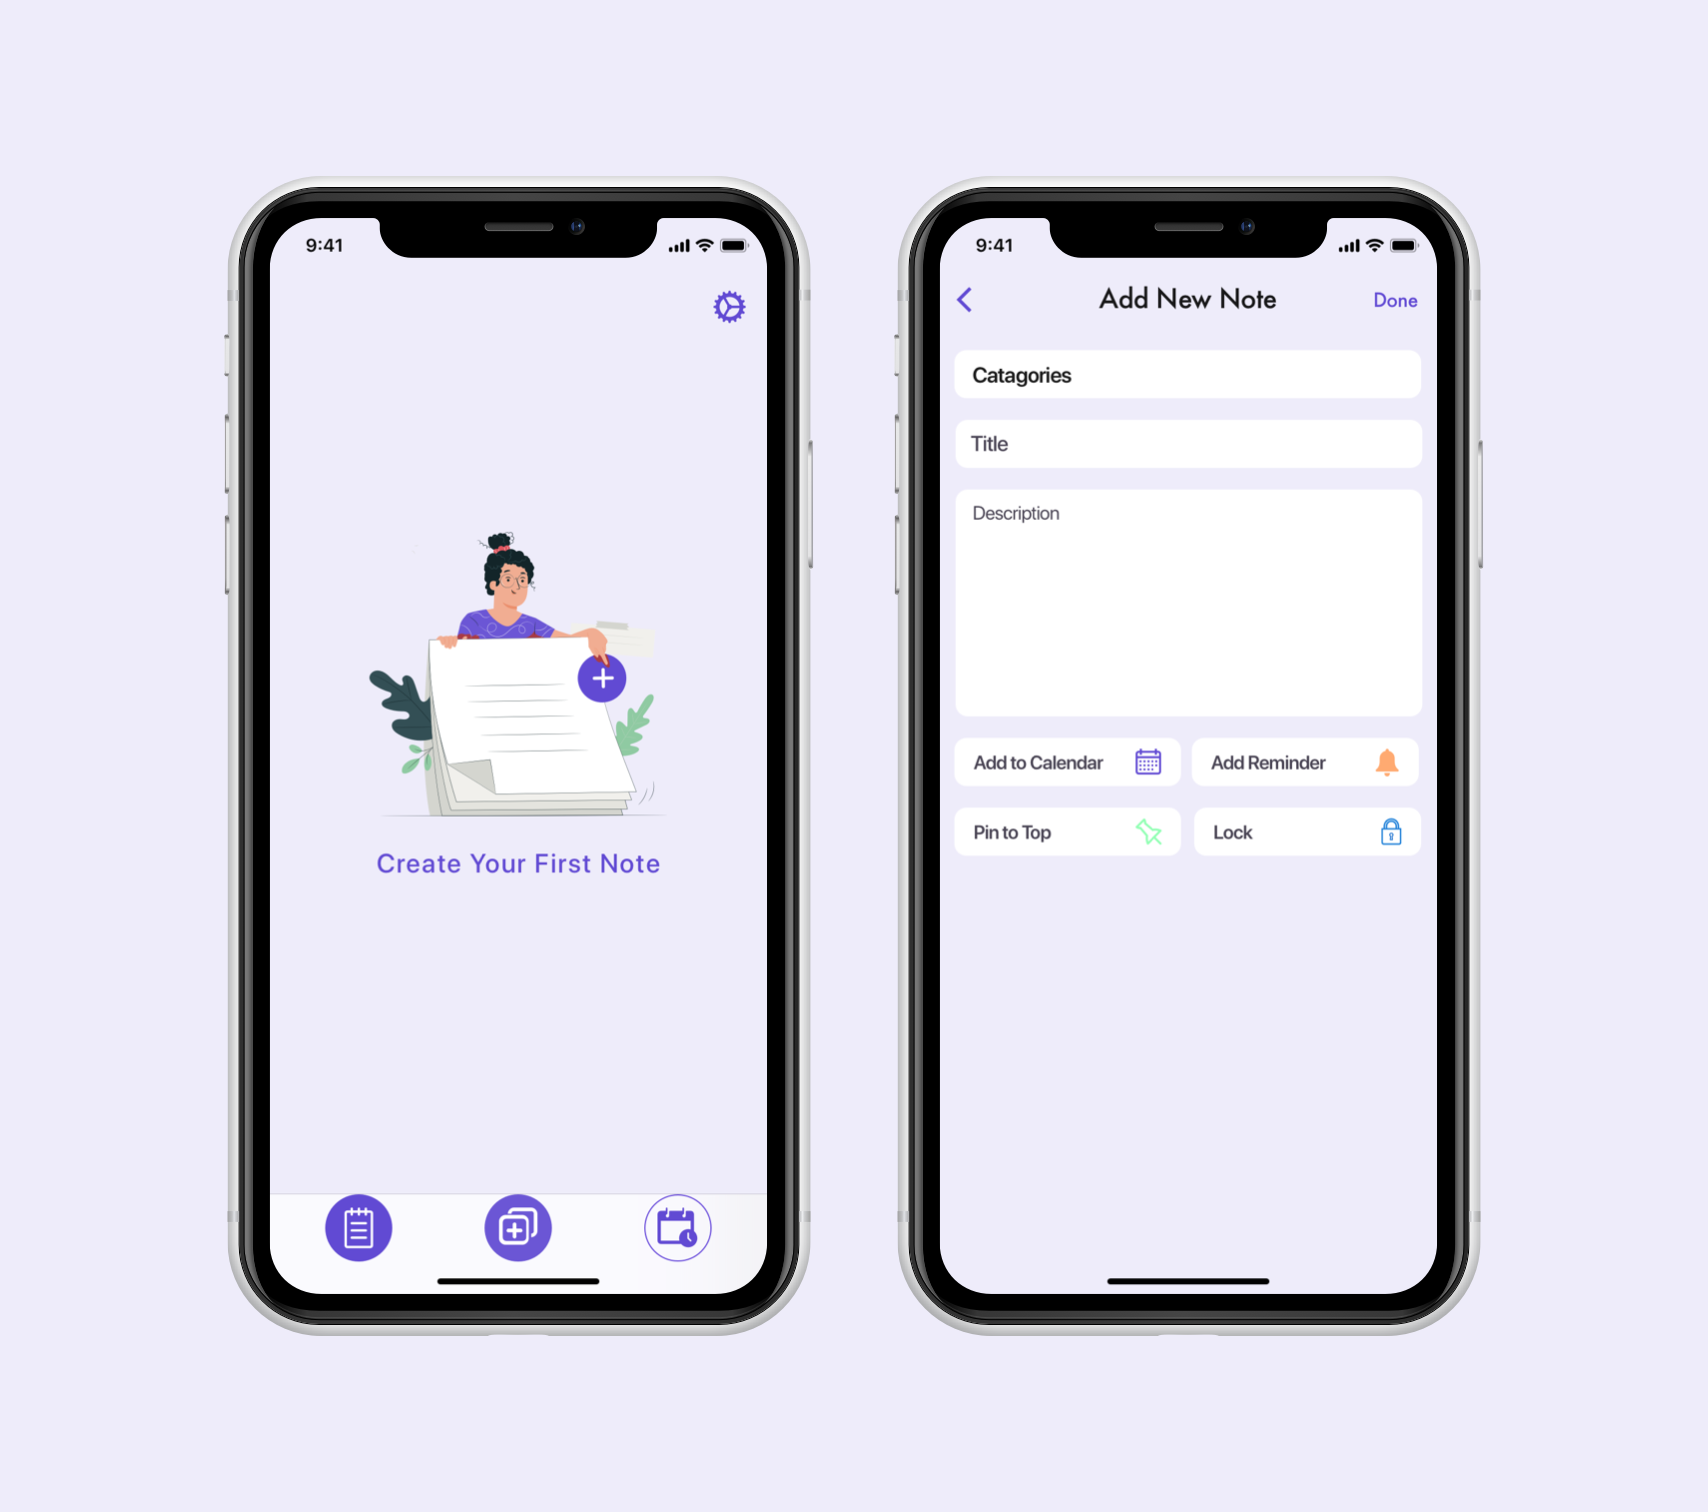 9:41
Create Your First Note
9:41
Add New Note
Done
Catagories
Title
Description
Add to Calendar
Add Reminder
Pin to Top
Lock